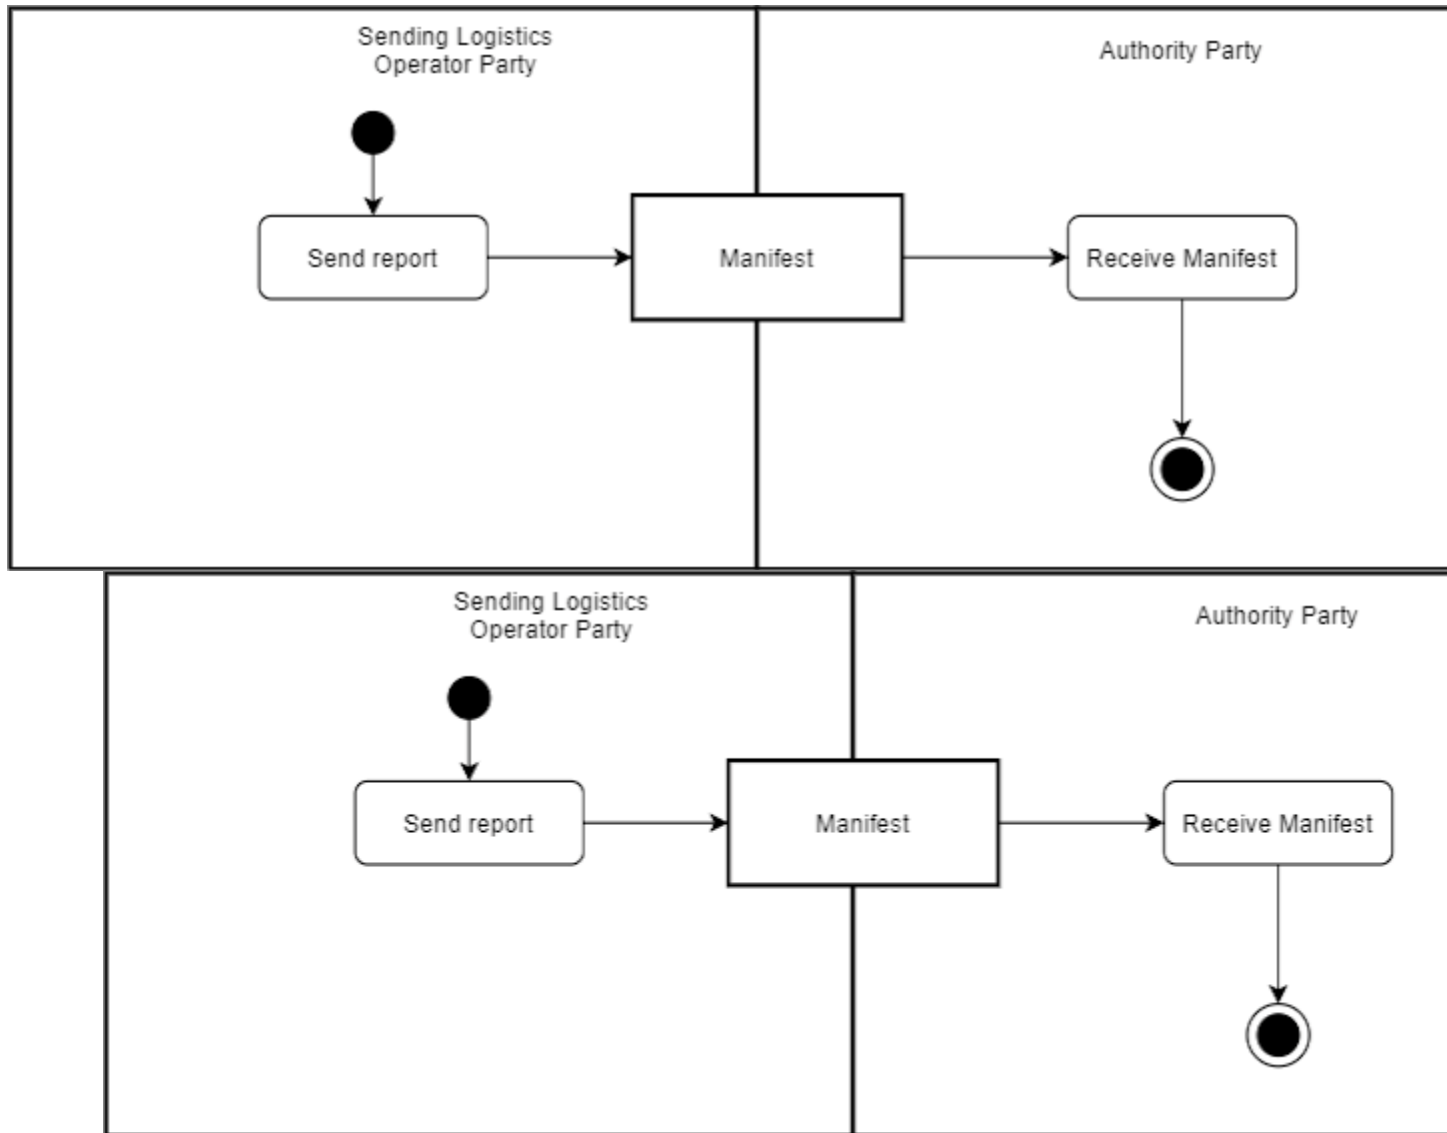 Sending Logistics
Operator Party
Authority Party
Send report
Manifest
Receive Manifest
Sending Logistics
Operator Party
Authority Party
Send report
Manifest
Receive Manifest